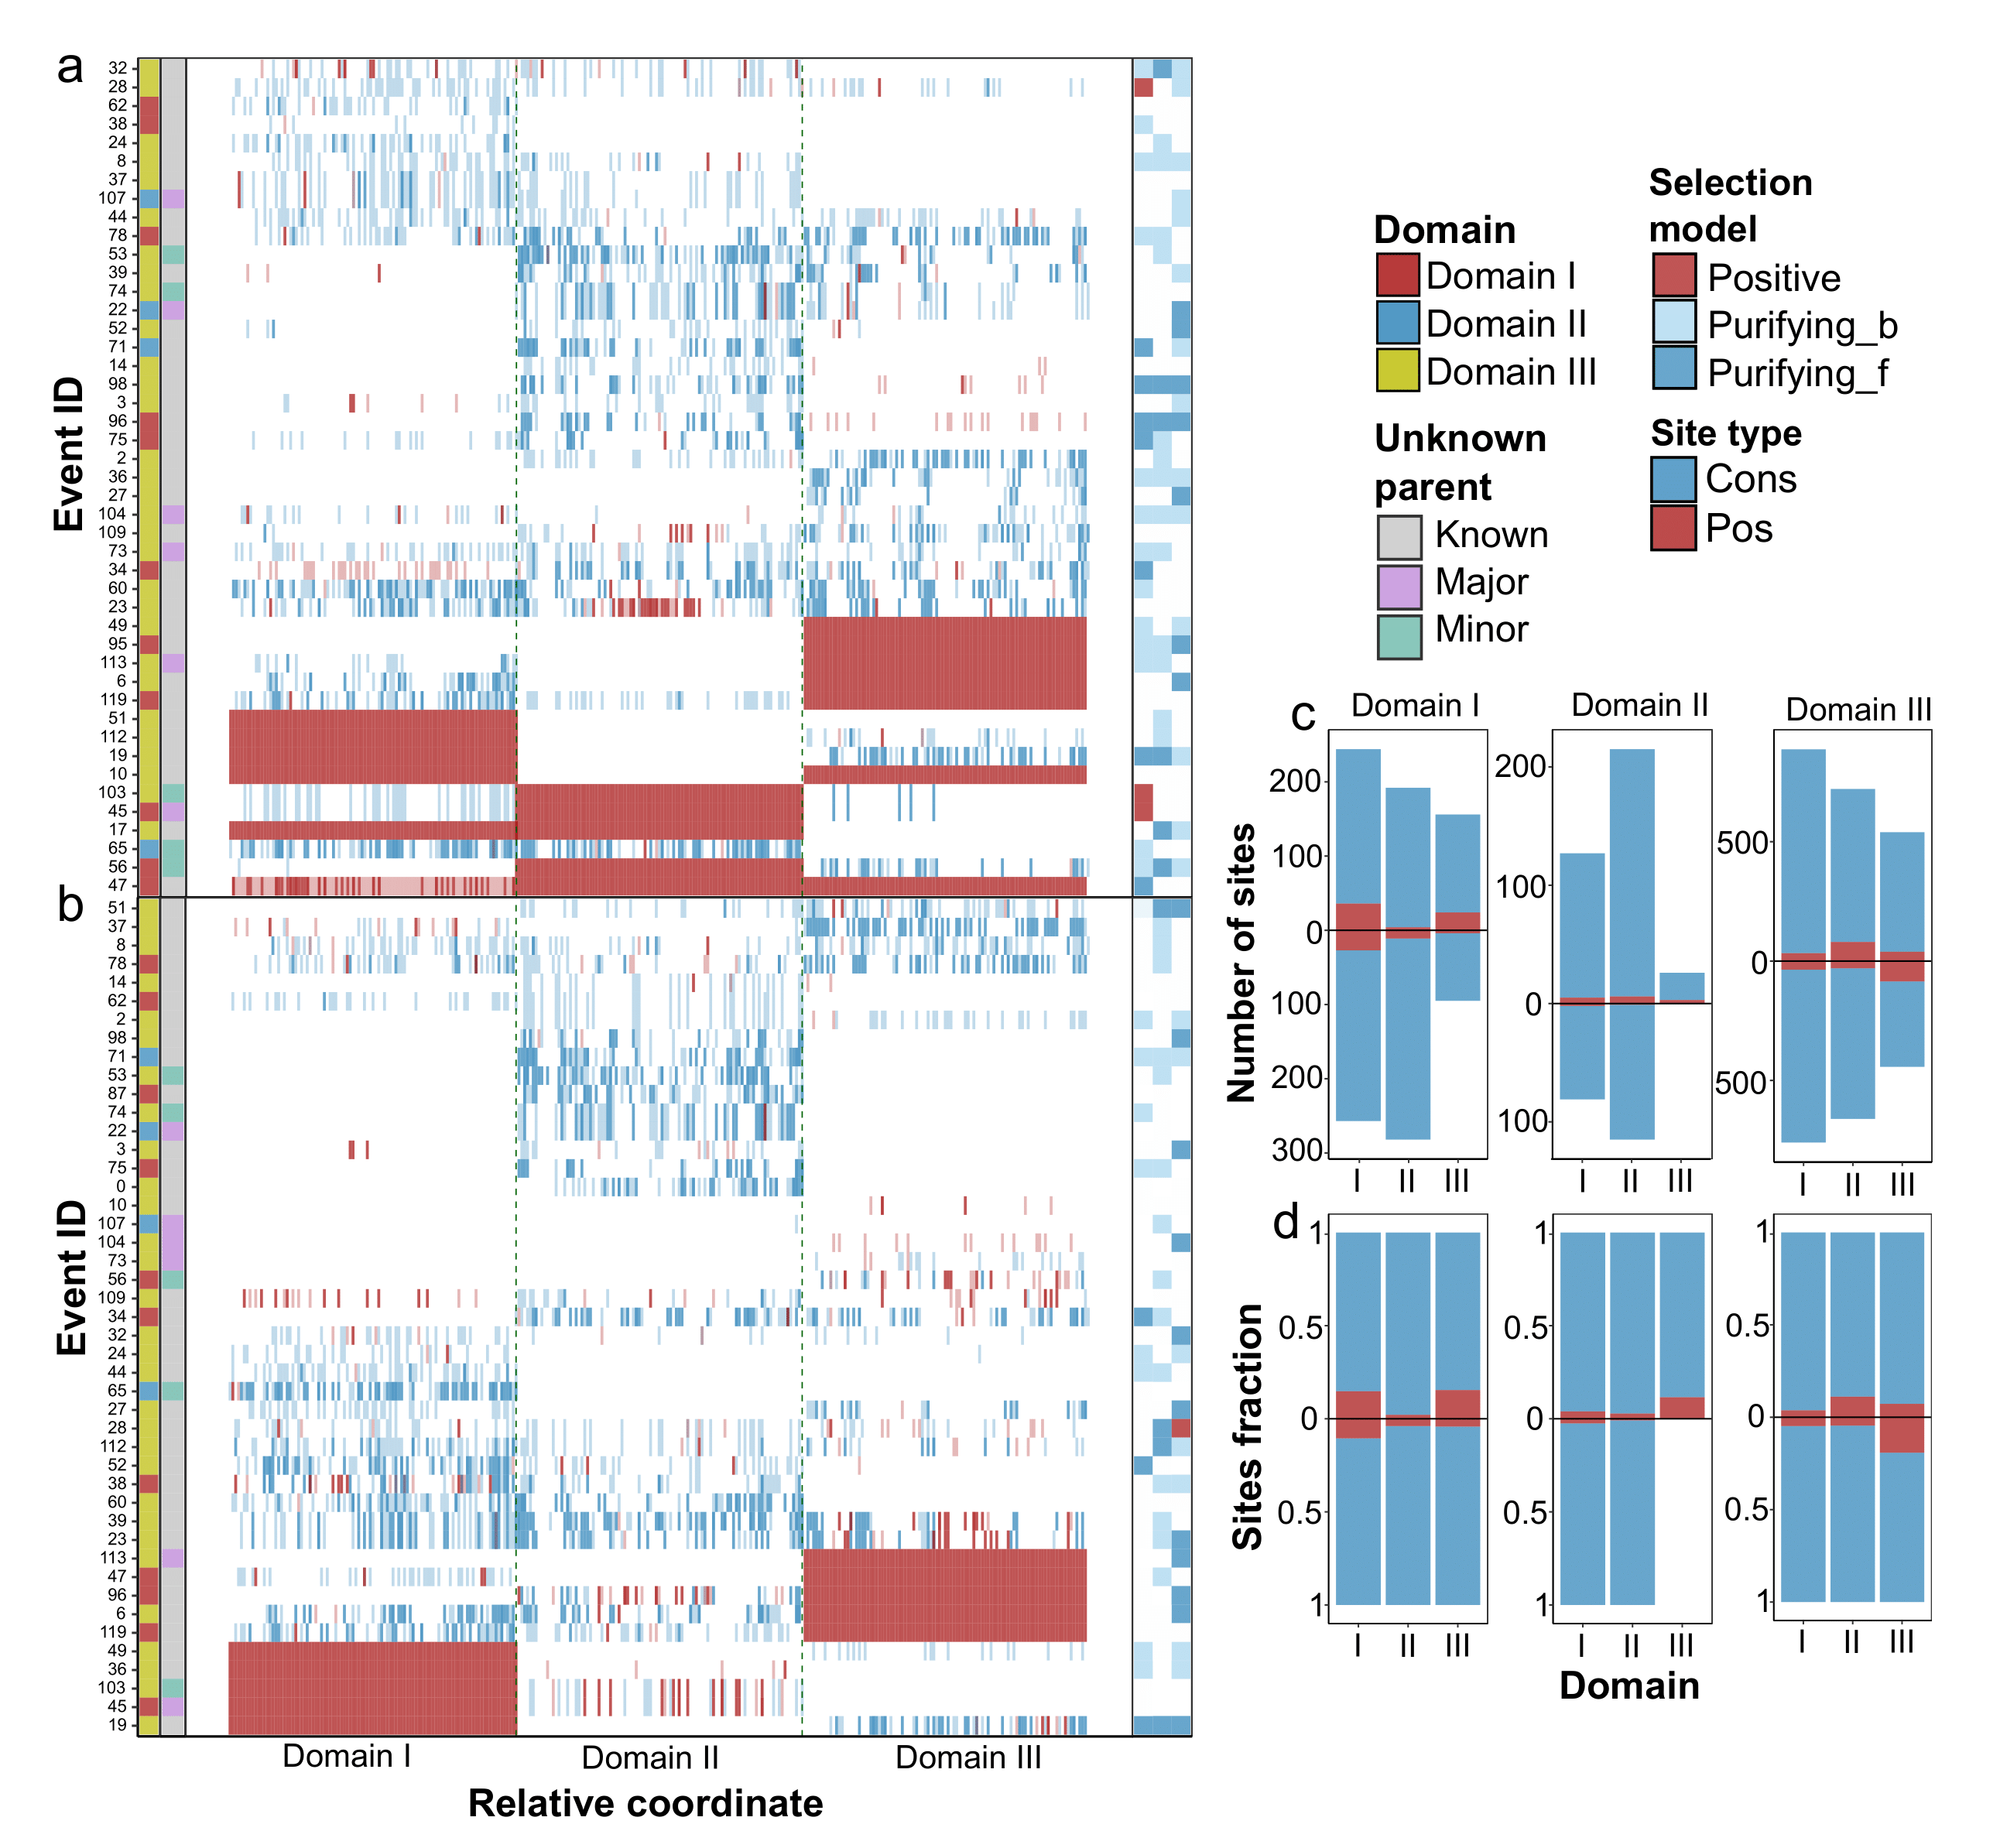 a
32
28
62
38
24
8
37
107
44
78
53
39
74
22
52
71
14
98
3
96
75
2
36
27
104
109
73
34
60
23
49
95
113
6
119
51
112
19
10
103
45
17
65
56
47
Event ID
b
51
37
8
78
14
62
2
98
71
53
87
74
22
3
75
0
10
107
104
73
56
109
34
32
24
44
65
27
28
112
52
38
60
39
23
113
47
96
6
119
49
36
103
45
19
Event ID
Domain I
Domain II
Domain III
Relative coordinate
Domain
Domain I
Domain II
Domain III
Unknown
parent
Known
Major
Minor
Selection
model
Positive
Purifying_b
Purifying_f
Site type
Cons
Pos
c
Domain I
Domain II
Domain III
Number of sites
200
100
0
100
200
300
I
II
III
200
100
0
100
I
II
III
500
0
500
I
II
III
d
Sites fraction
1
0.5
0
0.5
1
I
II
III
1
0.5
0
0.5
1
I
II
III
1
0.5
0
0.5
1
I
II
III
Domain